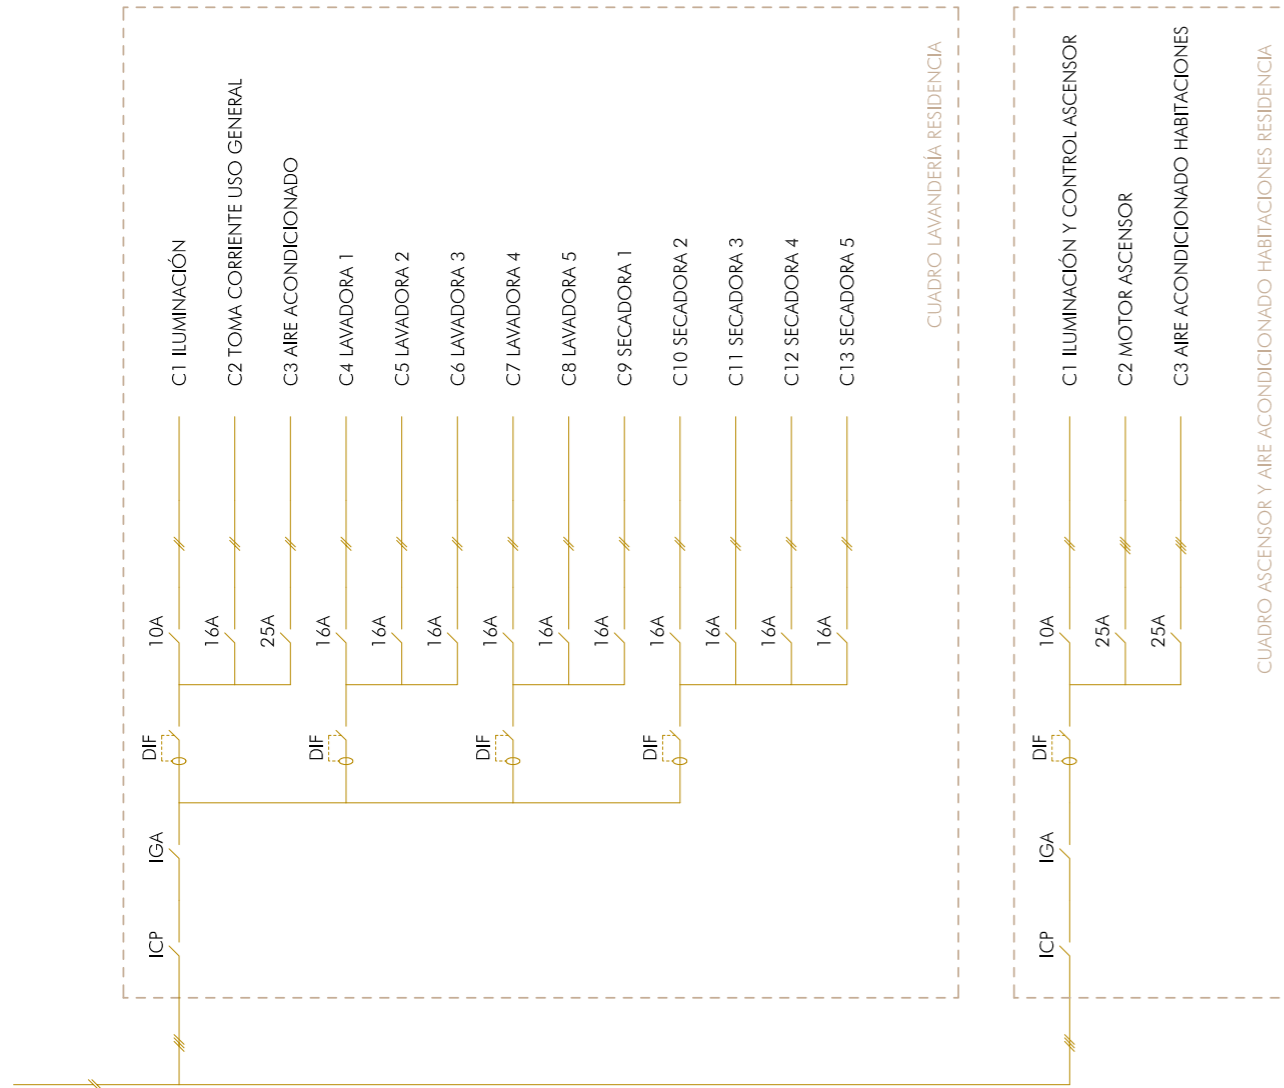 CUADRO LAVANDERÍA RESIDENCIA
C1 ILUMINACIÓN
C2 TOMA CORRIENTE USO GENERAL
C3 AIRE ACONDICIONADO
C4 LAVADORA 1
C5 LAVADORA 2
C6 LAVADORA 3
C7 LAVADORA 4
C8 LAVADORA 5
C9 SECADORA 1
C10 SECADORA 2
C11 SECADORA 3
C12 SECADORA 4
C13 SECADORA 5
10A
16A
25A
16A
16A
16A
16A
16A
16A
16A
16A
16A
16A
DIF
DIF
DIF
DIF
IGA
ICP
CUADRO ASCENSOR Y AIRE ACONDICIONADO HABITACIONES RESIDENCIA
C1 ILUMINACIÓN Y CONTROL ASCENSOR
C2 MOTOR ASCENSOR
C3 AIRE ACONDICIONADO HABITACIONES
10A
25A
25A
DIF
IGA
ICP